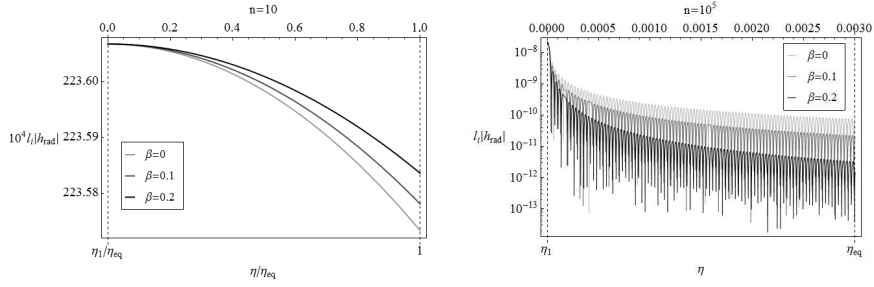 n=10
0.0 0.2 0.4 0.6 0.8 1.0
223.60
10⁴ lᵢ|h_rad| 223.59
223.58
β=0
β=0.1
β=0.2
η₁/η_eq 1
η/η_eq
n=10⁵
0.0000 0.0005 0.0010 0.0015 0.0020 0.0025 0.0030
10⁻⁸
10⁻⁹
10⁻¹⁰
lᵢ|h_rad|
10⁻¹¹
10⁻¹²
10⁻¹³
β=0
β=0.1
β=0.2
η₁ η_eq
η